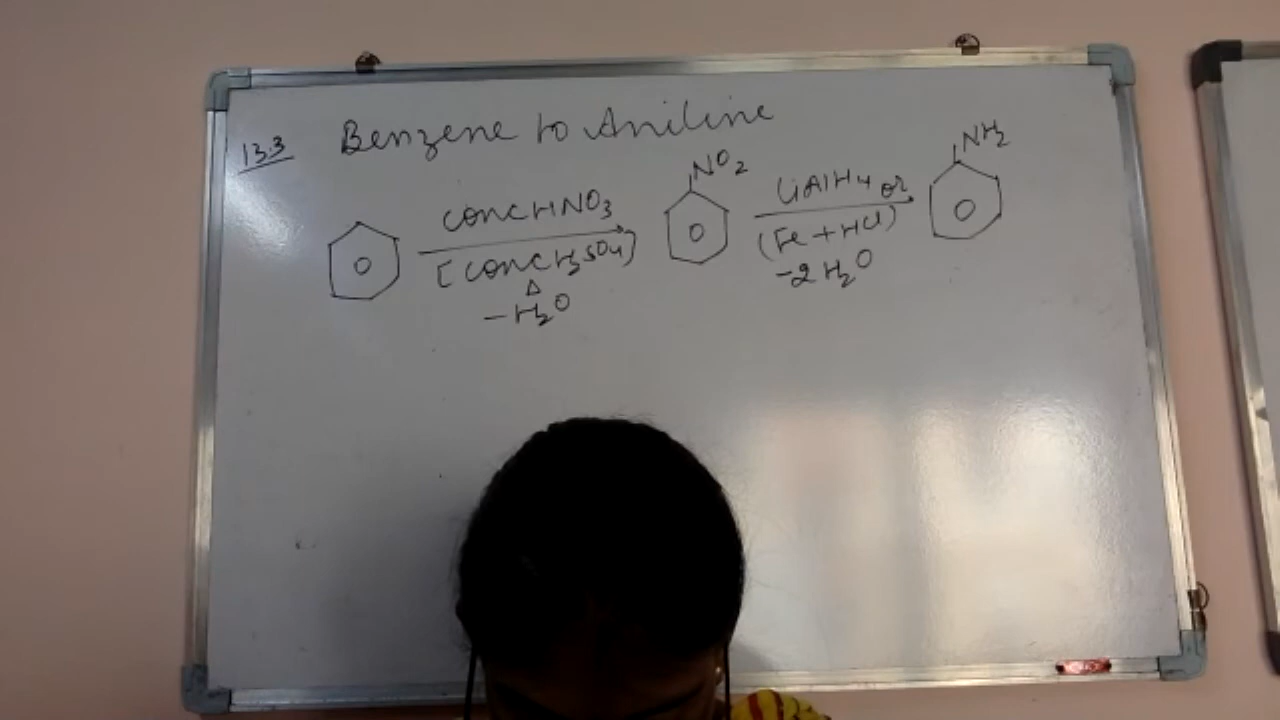 13.3 Benzene to Aniline
conc HNO3
[conc H2SO4)
Δ
-H2O
NO2
LiAlH4 or
(Fe + HCl)
-2H2O
NH2